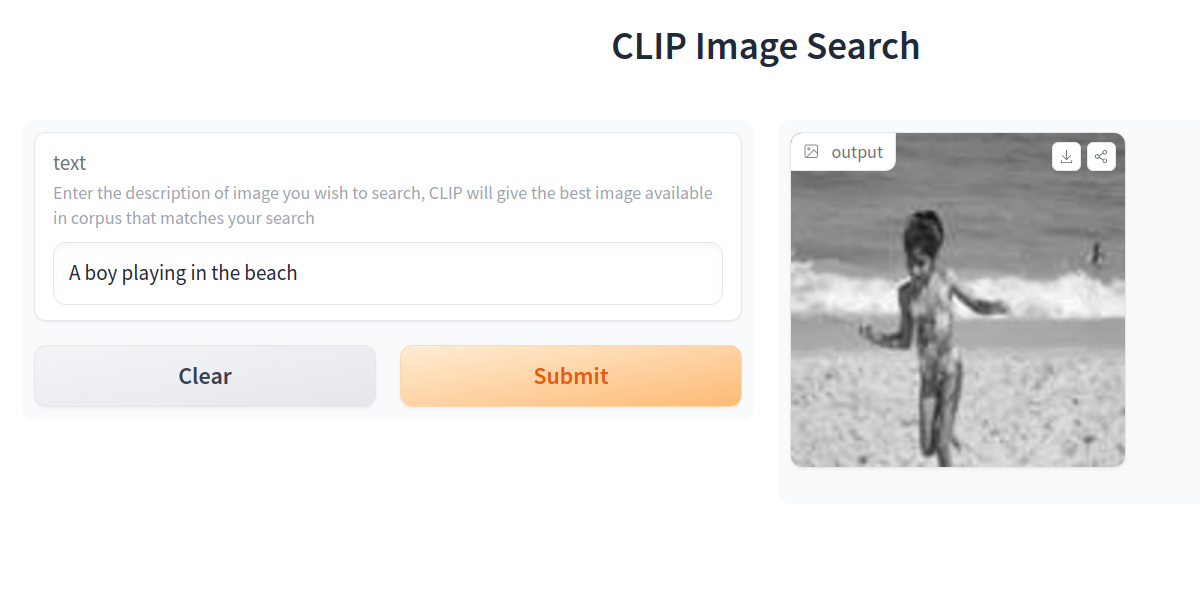 CLIP Image Search
text
Enter the description of image you wish to search, CLIP will give the best image available
in corpus that matches your search
A boy playing in the beach
Clear
Submit
output